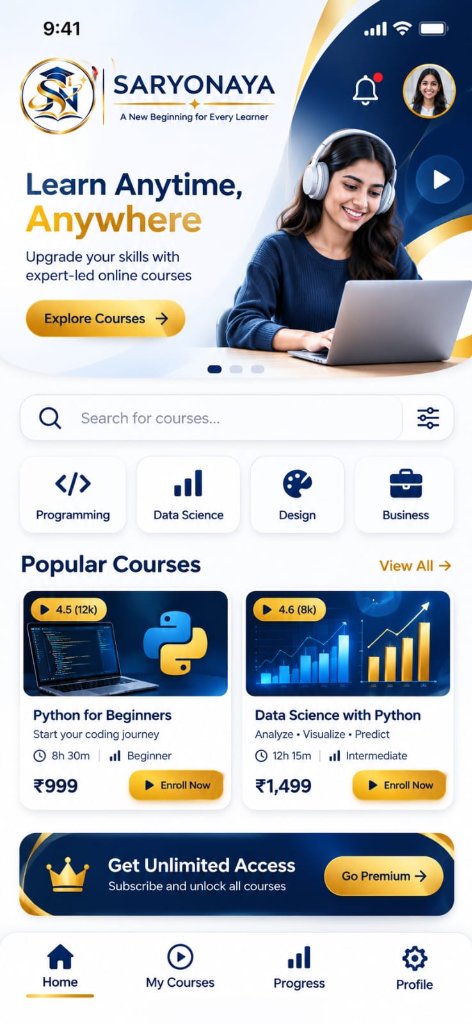 9:41
SN
SARYONAYA
A New Beginning for Every Learner
Learn Anytime,
Anywhere
Upgrade your skills with
expert-led online courses
Explore Courses →
Search for courses...
</>
Programming
Data Science
Design
Business
Popular Courses
View All →
4.5 (12k)
4.6 (8k)
Python for Beginners
Start your coding journey
8h 30m | Beginner
₹999
Enroll Now
Data Science with Python
Analyze • Visualize • Predict
12h 15m | Intermediate
₹1,499
Enroll Now
Get Unlimited Access
Subscribe and unlock all courses
Go Premium →
Home
My Courses
Progress
Profile